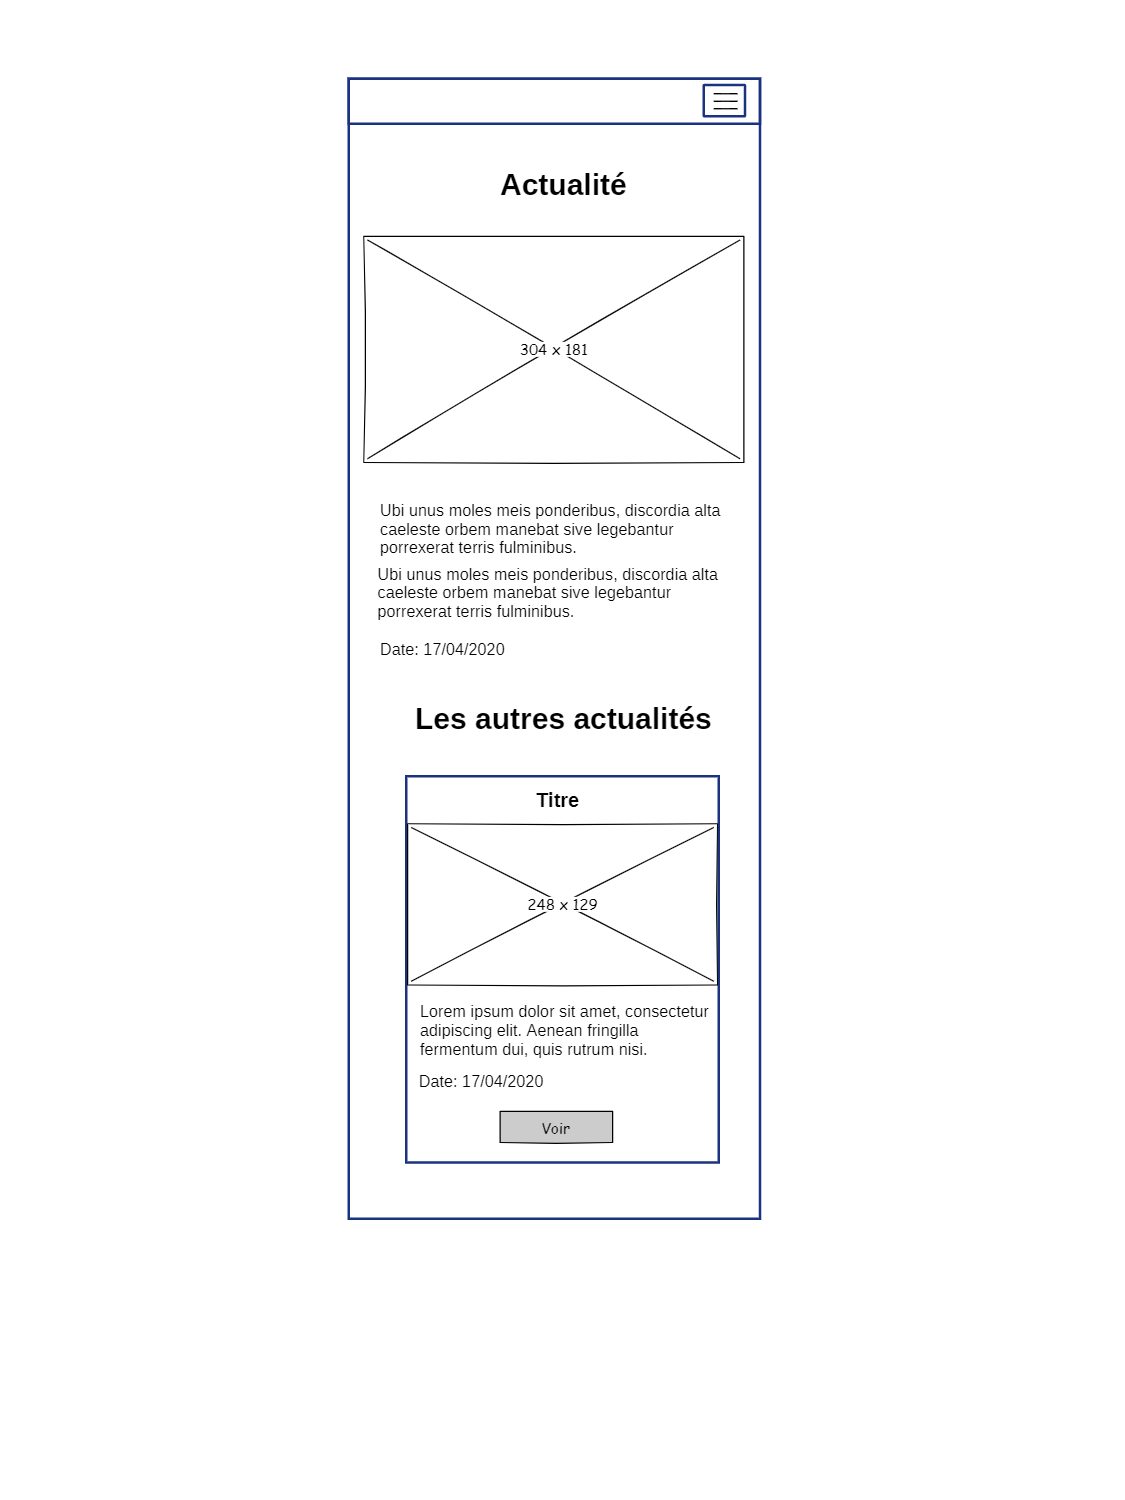 Actualité
304 x 181
Ubi unus moles meis ponderibus, discordia alta
caeleste orbem manebat sive legebantur
porrexerat terris fulminibus.
Ubi unus moles meis ponderibus, discordia alta
caeleste orbem manebat sive legebantur
porrexerat terris fulminibus.
Date: 17/04/2020
Les autres actualités
Titre
248 x 129
Lorem ipsum dolor sit amet, consectetur
adipiscing elit. Aenean fringilla
fermentum dui, quis rutrum nisi.
Date: 17/04/2020
Voir